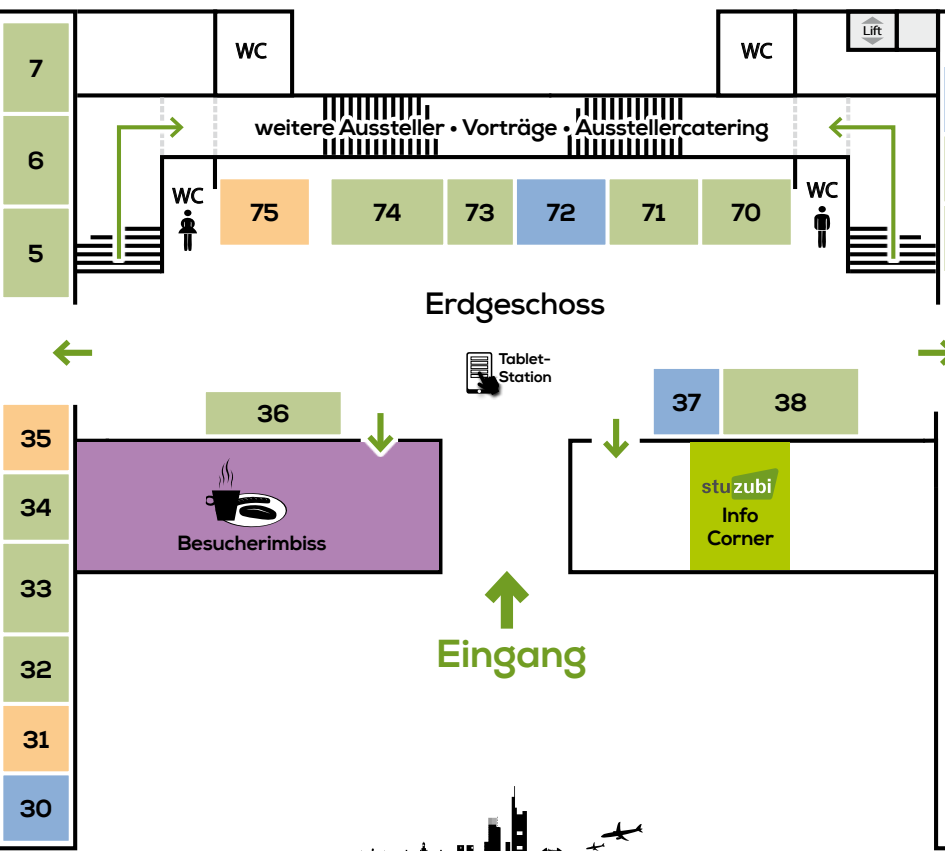 7
WC
WC
Lift
6
weitere Aussteller • Vorträge • Ausstellercatering
WC
WC
75
74
73
72
71
70
5
Erdgeschoss
Tablet-
Station
36
37
38
35
34
stuzubi
Info
Corner
Besucherimbiss
33
Eingang
32
31
30